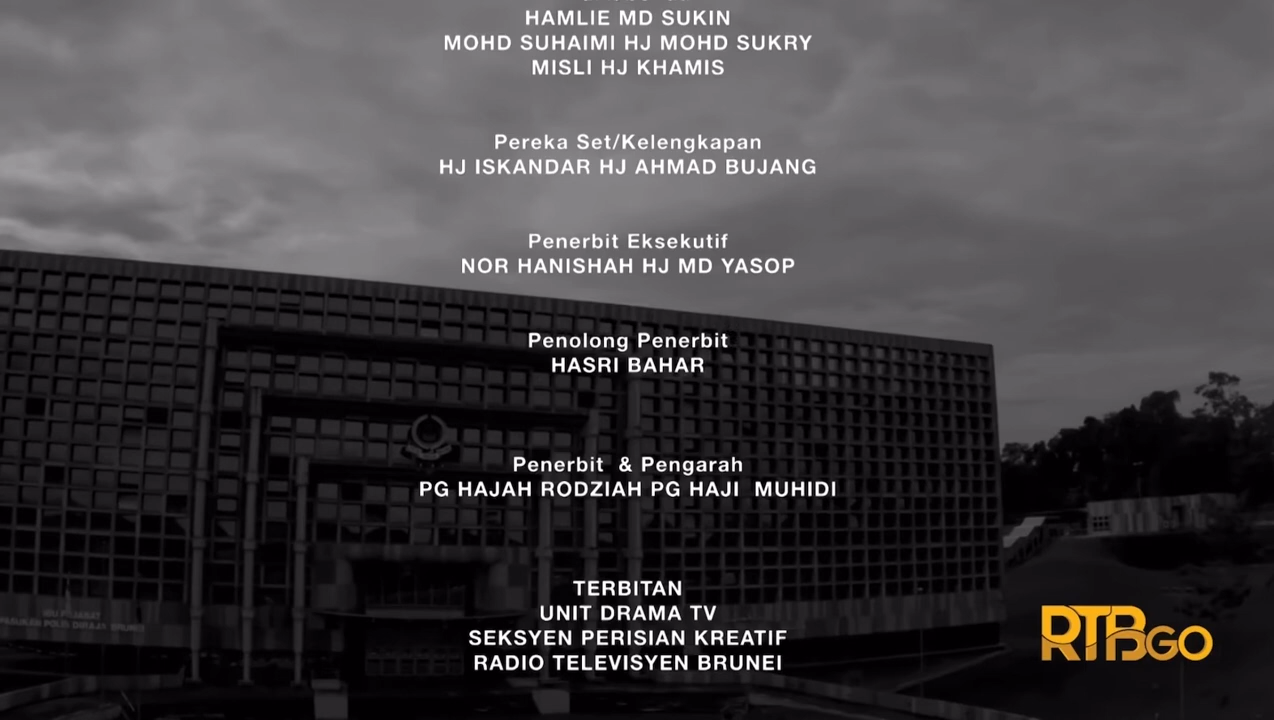 HAMLIE MD SUKIN
MOHD SUHAIMI HJ MOHD SUKRY
MISLI HJ KHAMIS
Pereka Set/Kelengkapan
HJ ISKANDAR HJ AHMAD BUJANG
Penerbit Eksekutif
NOR HANISHAH HJ MD YASOP
Penolong Penerbit
HASRI BAHAR
Penerbit & Pengarah
PG HAJAH RODZIAH PG HAJI MUHIDI
TERBITAN
UNIT DRAMA TV
SEKSYEN PERISIAN KREATIF
RADIO TELEVISYEN BRUNEI
RTBGO